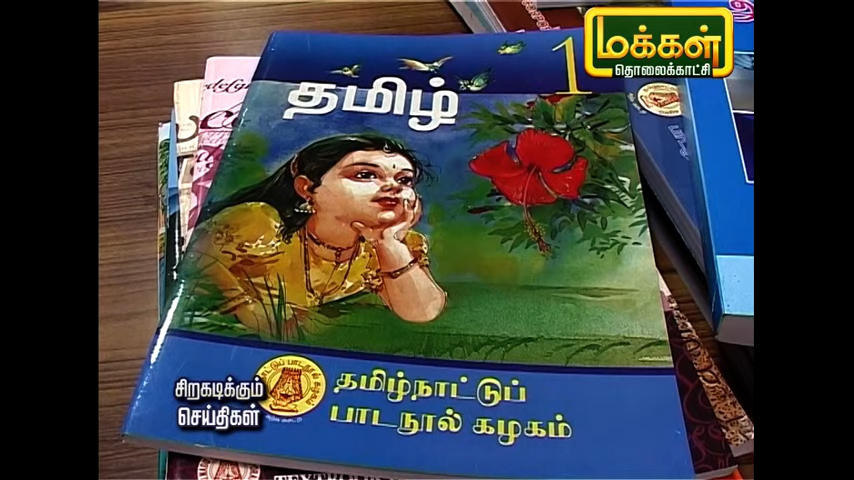 மக்கள்
தொலைக்காட்சி
1
தமிழ்
தமிழ்நாட்டுப்
பாடநூல் கழகம்
சிறகடிக்கும்
செய்திகள்